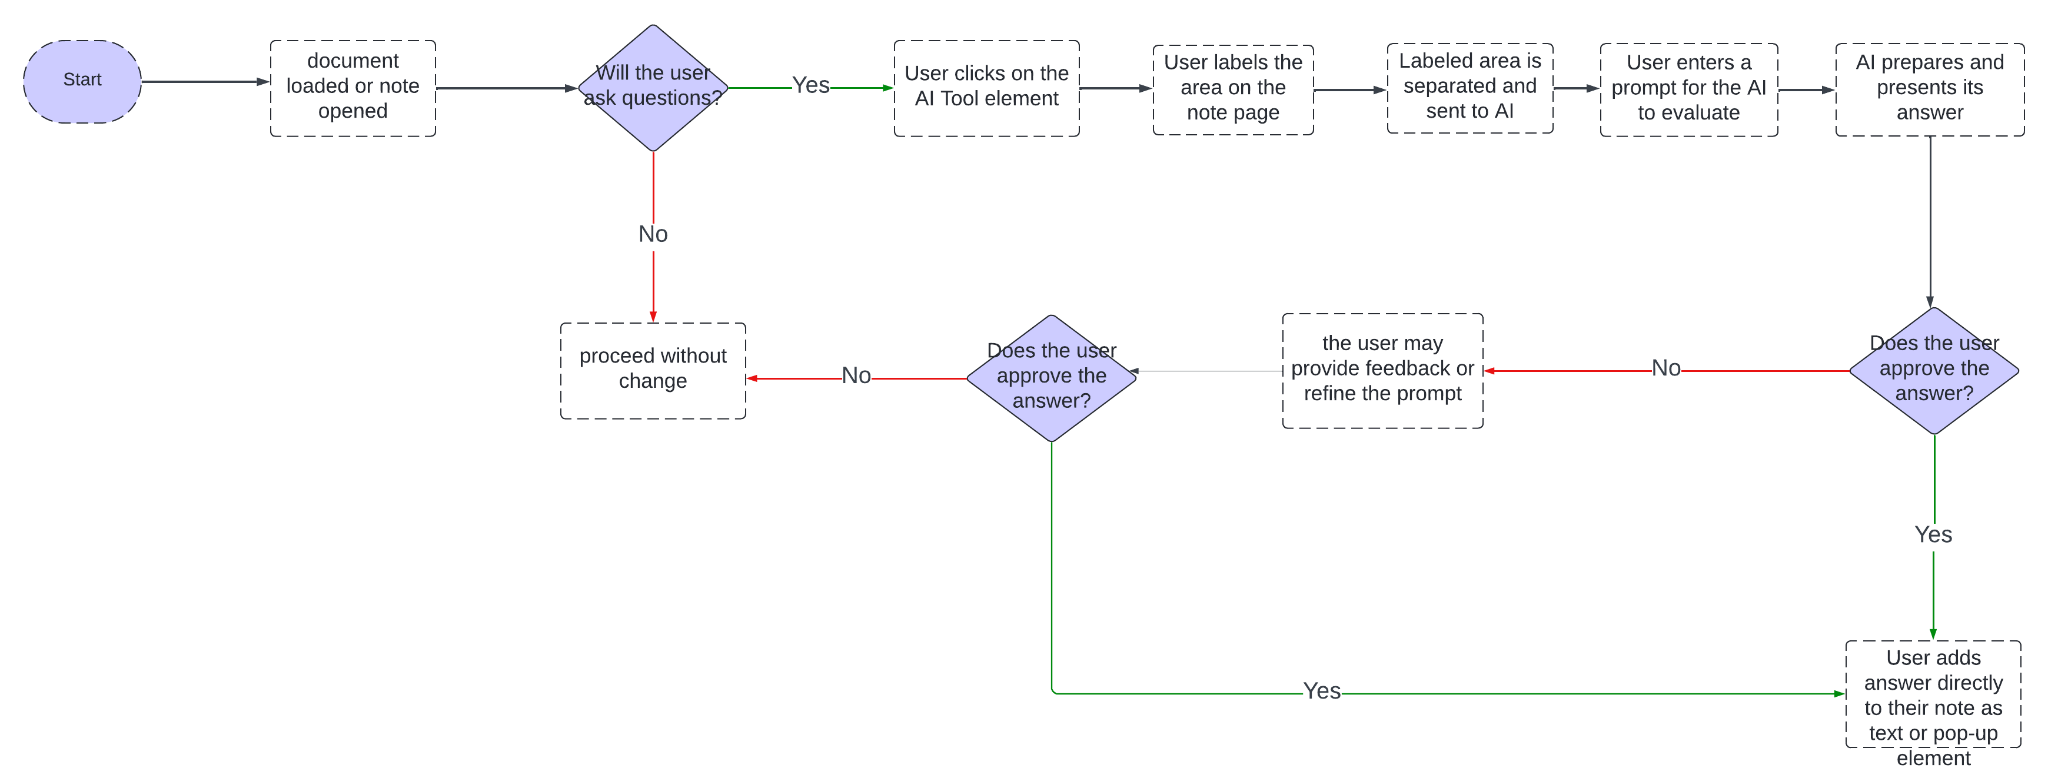 Start
document
loaded or note
opened
Will the user
ask questions?
Yes
User clicks on the
AI Tool element
User labels the
area on the
note page
Labeled area is
separated and
sent to AI
User enters a
prompt for the AI
to evaluate
AI prepares and
presents its
answer
No
proceed without
change
No
Does the user
approve the
answer?
the user may
provide feedback or
refine the prompt
No
Does the user
approve the
answer?
Yes
Yes
User adds
answer directly
to their note as
text or pop-up
element